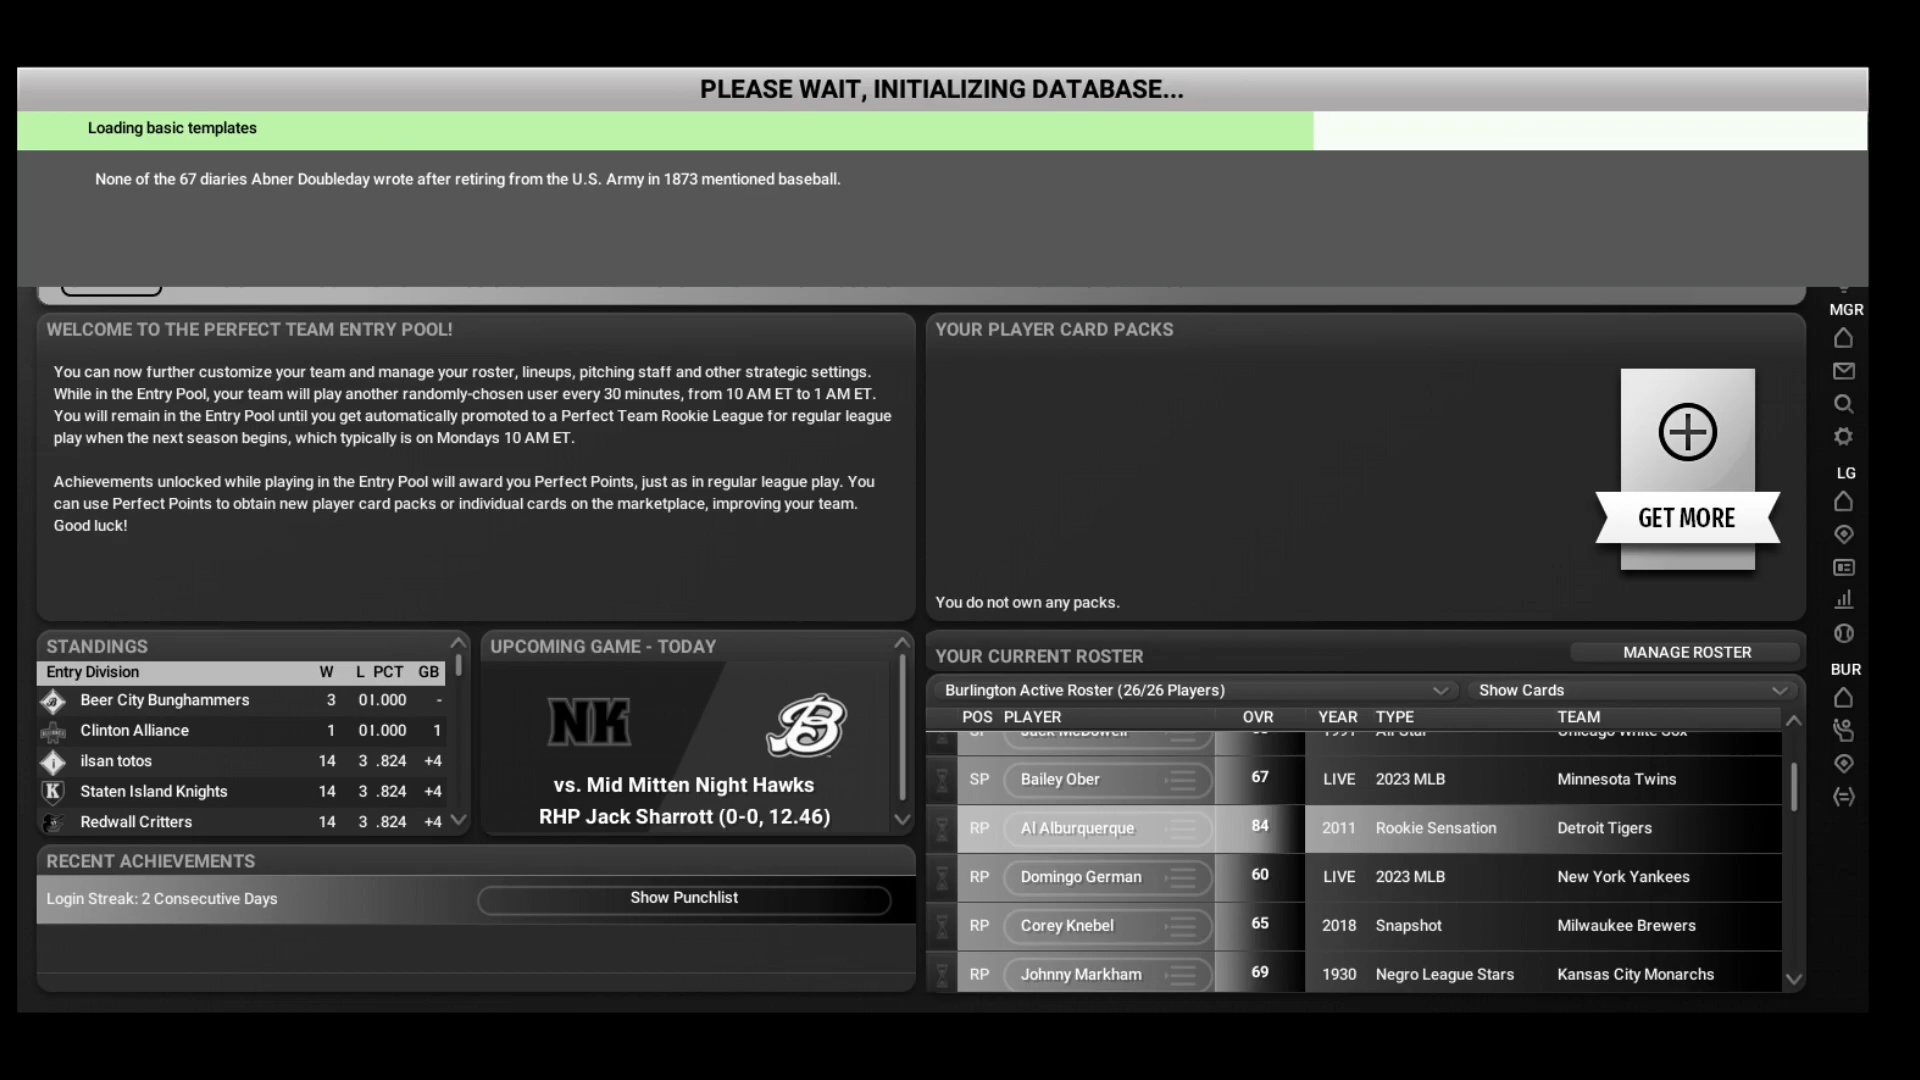 PLEASE WAIT, INITIALIZING DATABASE...
Loading basic templates
None of the 67 diaries Abner Doubleday wrote after retiring from the U.S. Army in 1873 mentioned baseball.
MGR
LG
BUR
WELCOME TO THE PERFECT TEAM ENTRY POOL!
You can now further customize your team and manage your roster, lineups, pitching staff and other strategic settings.
While in the Entry Pool, your team will play another randomly-chosen user every 30 minutes, from 10 AM ET to 1 AM ET.
You will remain in the Entry Pool until you get automatically promoted to a Perfect Team Rookie League for regular league
play when the next season begins, which typically is on Mondays 10 AM ET.
Achievements unlocked while playing in the Entry Pool will award you Perfect Points, just as in regular league play. You
can use Perfect Points to obtain new player card packs or individual cards on the marketplace, improving your team.
Good luck!
YOUR PLAYER CARD PACKS
GET MORE
You do not own any packs.
STANDINGS
Entry Division W L PCT GB
Beer City Bunghammers 3 0 1.000 -
Clinton Alliance 1 0 1.000 1
ilsan totos 14 3 .824 +4
K Staten Island Knights 14 3 .824 +4
Redwall Critters 14 3 .824 +4
UPCOMING GAME - TODAY
NK B
vs. Mid Mitten Night Hawks
RHP Jack Sharrott (0-0, 12.46)
RECENT ACHIEVEMENTS
Login Streak: 2 Consecutive Days Show Punchlist
YOUR CURRENT ROSTER MANAGE ROSTER
Burlington Active Roster (26/26 Players) Show Cards
POS PLAYER OVR YEAR TYPE TEAM
SP Jack McDowell 1991 All-Star Chicago White Sox
SP Bailey Ober 67 LIVE 2023 MLB Minnesota Twins
RP Al Alburquerque 84 2011 Rookie Sensation Detroit Tigers
RP Domingo German 60 LIVE 2023 MLB New York Yankees
RP Corey Knebel 65 2018 Snapshot Milwaukee Brewers
RP Johnny Markham 69 1930 Negro League Stars Kansas City Monarchs